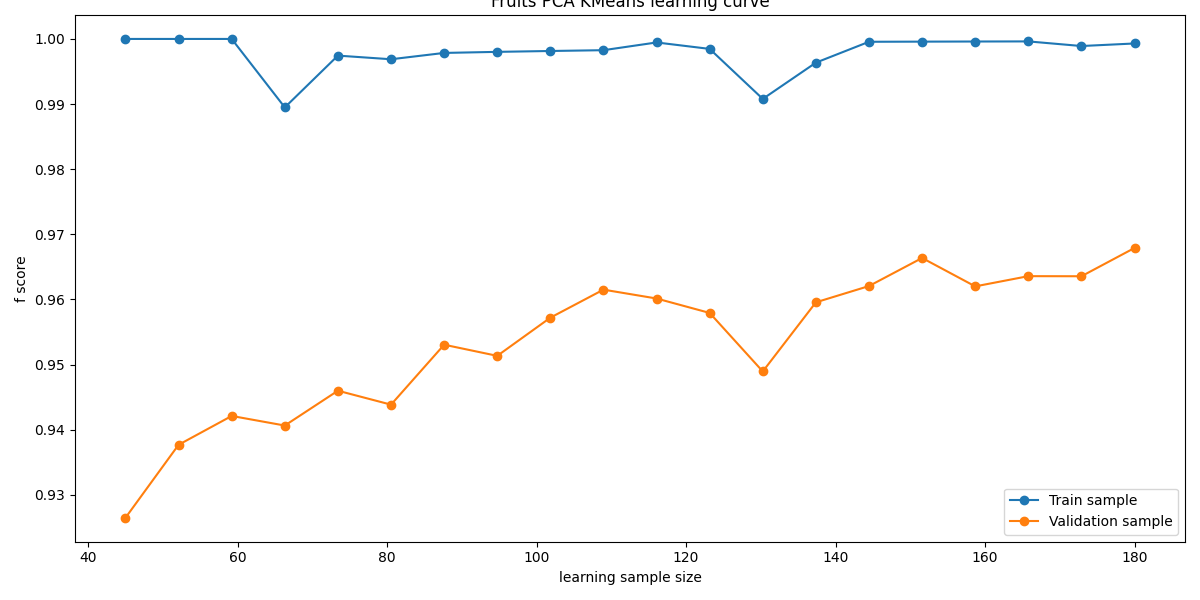 Fruits PCA KMeans learning curve
1.00
0.99
0.98
0.97
0.96
0.95
0.94
0.93
f score
40 60 80 100 120 140 160 180
learning sample size
Train sample
Validation sample